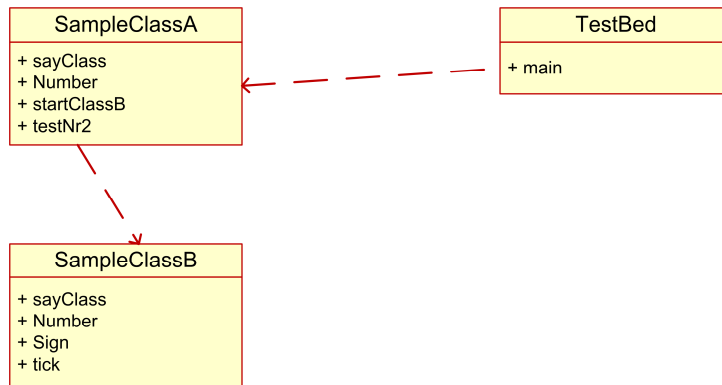 SampleClassA
+ sayClass
+ Number
+ startClassB
+ testNr2
TestBed
+ main
SampleClassB
+ sayClass
+ Number
+ Sign
+ tick